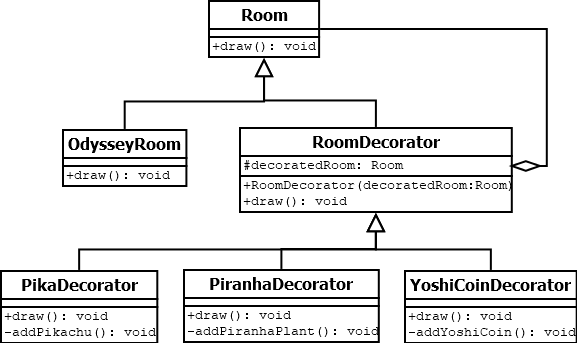 Room
+draw(): void
OdysseyRoom
+draw(): void
RoomDecorator
#decoratedRoom: Room
+RoomDecorator(decoratedRoom:Room)
+draw(): void
PikaDecorator
+draw(): void
-addPikachu(): void
PiranhaDecorator
+draw(): void
-addPiranhaPlant(): void
YoshiCoinDecorator
+draw(): void
-addYoshiCoin(): void